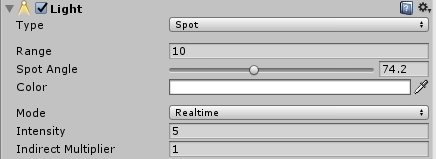 Light
Type Spot
Range 10
Spot Angle 74.2
Color
Mode Realtime
Intensity 5
Indirect Multiplier 1